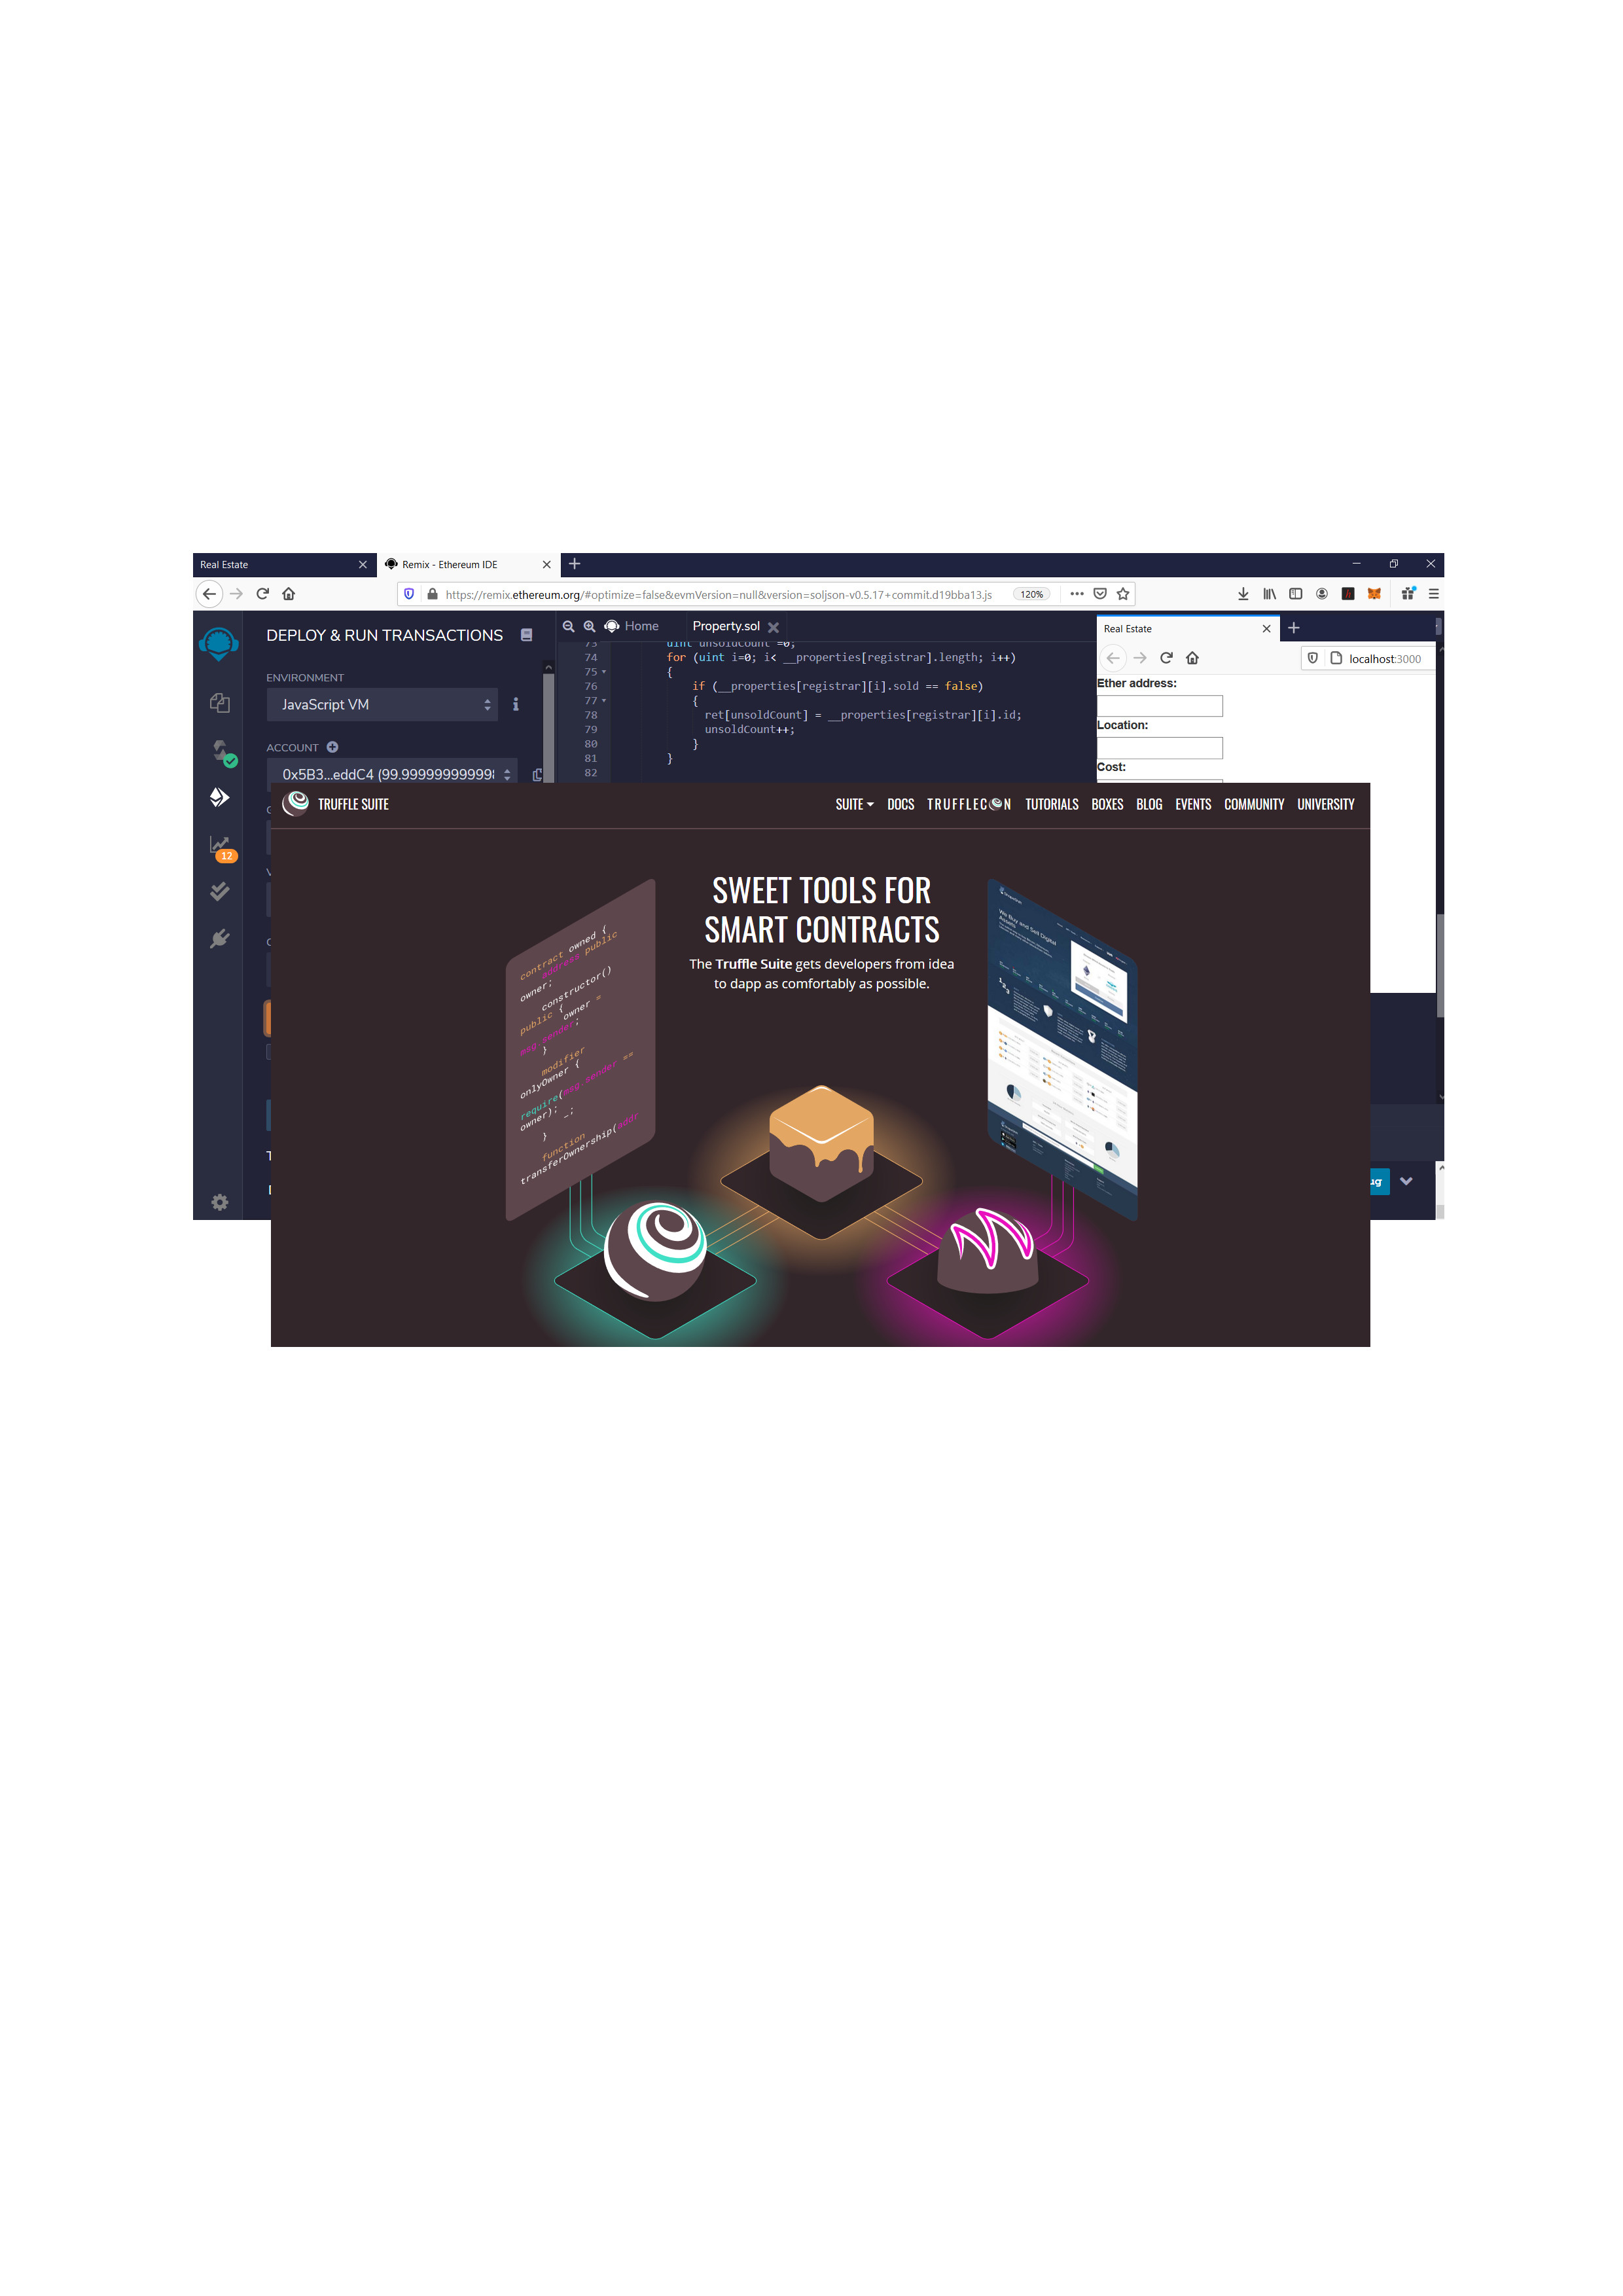 Real Estate
Remix - Ethereum IDE
https://remix.ethereum.org/#optimize=false&evmVersion=null&version=soljson-v0.5.17+commit.d19bba13.js
120%
DEPLOY & RUN TRANSACTIONS
Home
Property.sol
ENVIRONMENT
JavaScript VM
ACCOUNT
0x5B3...eddC4 (99.9999999999998
12
73 uint unsoldCount =0;
74 for (uint i=0; i< __properties[registrar].length; i++)
75 {
76 if (__properties[registrar][i].sold == false)
77 {
78 ret[unsoldCount] = __properties[registrar][i].id;
79 unsoldCount++;
80 }
81 }
82
Real Estate
localhost:3000
Ether address:
Location:
Cost:
TRUFFLE SUITE
SUITE DOCS TRUFFLECON TUTORIALS BOXES BLOG EVENTS COMMUNITY UNIVERSITY
SWEET TOOLS FOR
SMART CONTRACTS
The Truffle Suite gets developers from idea
to dapp as comfortably as possible.
contract owned {
address public
owner;
constructor()
public { owner =
msg.sender;
}
modifier
onlyOwner {
require(msg.sender ==
owner); _;
}
function
transferOwnership(addr
We Buy and Sell Digital
Assets
1
2
3
ug